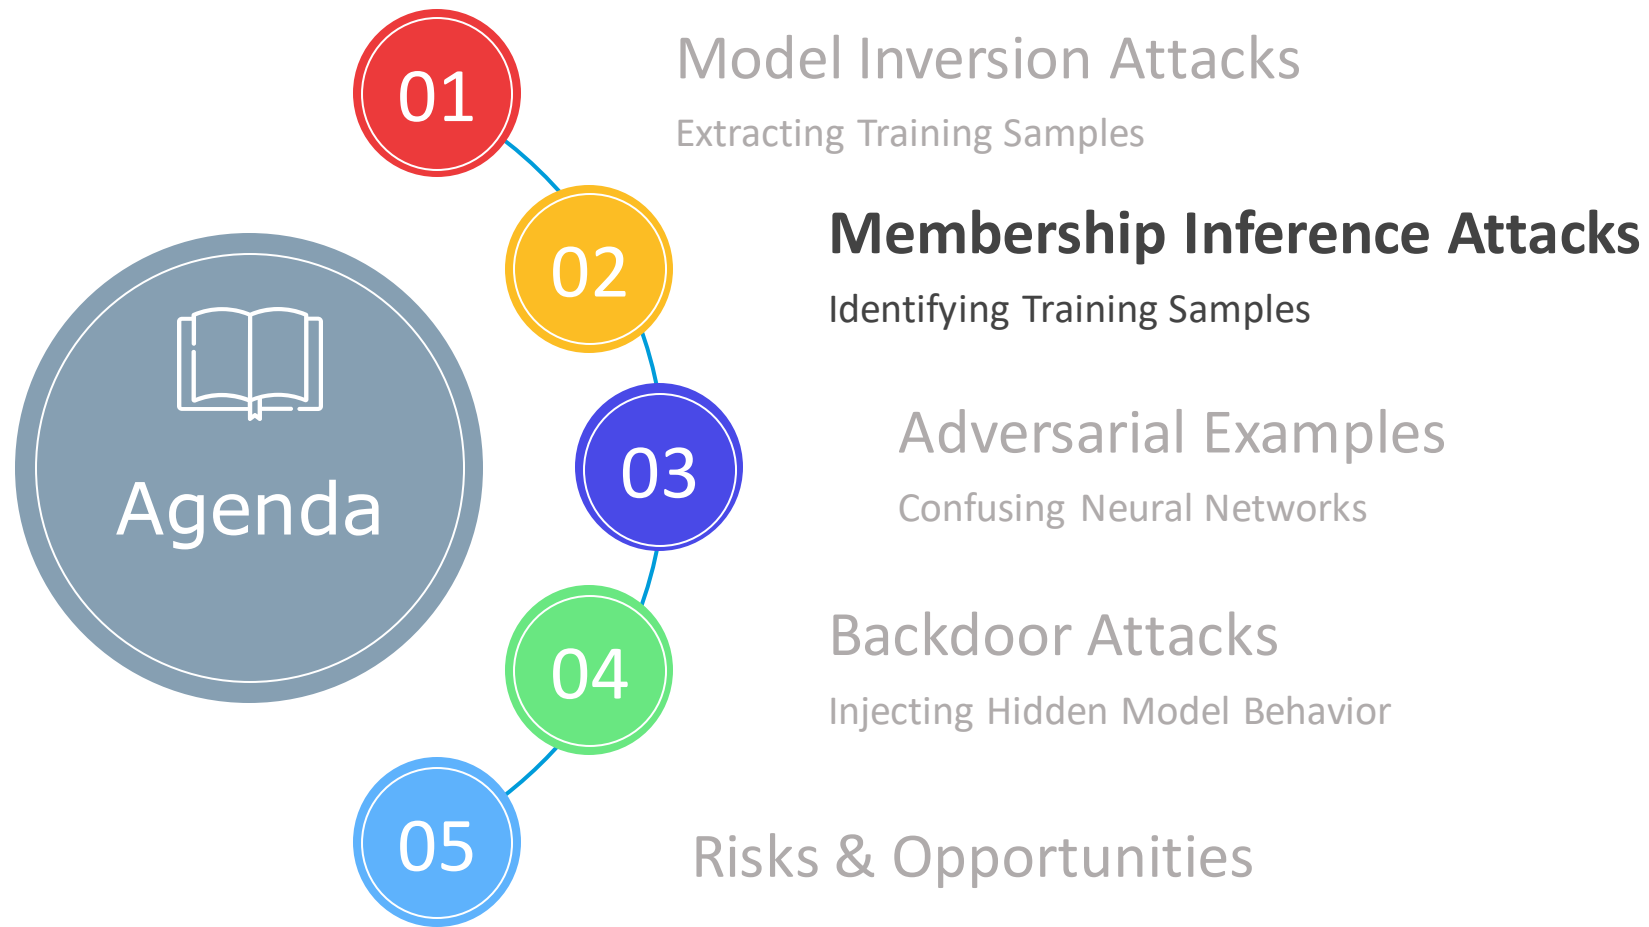 Agenda
01
Model Inversion Attacks
Extracting Training Samples
02
Membership Inference Attacks
Identifying Training Samples
03
Adversarial Examples
Confusing Neural Networks
04
Backdoor Attacks
Injecting Hidden Model Behavior
05
Risks & Opportunities